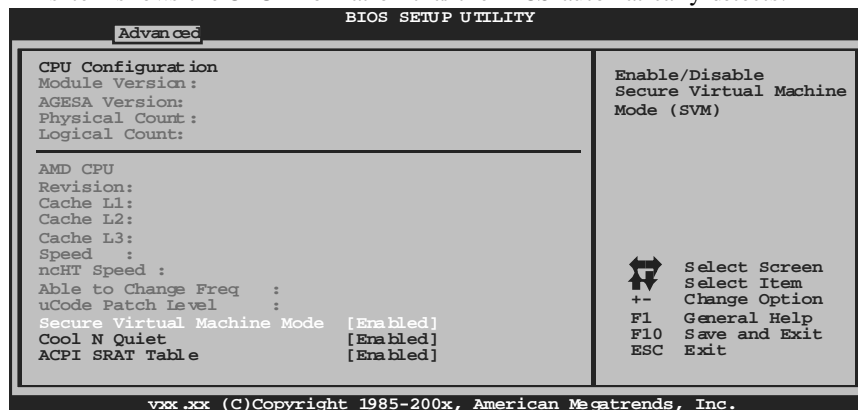 BIOS SETUP UTILITY
Advanced
CPU Configuration
Module Version:
AGESA Version:
Physical Count:
Logical Count:
AMD CPU
Revision:
Cache L1:
Cache L2:
Cache L3:
Speed :
ncHT Speed :
Able to Change Freq :
uCode Patch Level :
Secure Virtual Machine Mode [Enabled]
Cool N Quiet [Enabled]
ACPI SRAT Table [Enabled]
Enable/Disable
Secure Virtual Machine
Mode (SVM)
Select Screen
Select Item
+- Change Option
F1 General Help
F10 Save and Exit
ESC Exit
vxx.xx (C)Copyright 1985-200x, American Megatrends, Inc.